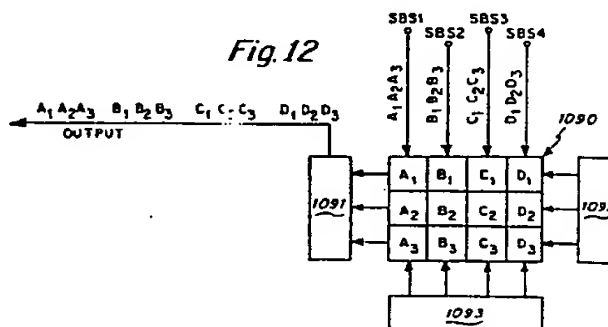 SBS1 SBS3
Fig. 12 SBS2 SBS4
A1 A2 A3 B1 B2 B3 C1 C2 C3 D1 D2 D3
OUTPUT
A1 A2 A3
B1 B2 B3
C1 C2 C3
D1 D2 D3
1090
A1 B1 C1 D1
A2 B2 C2 D2
A3 B3 C3 D3
1091
1093